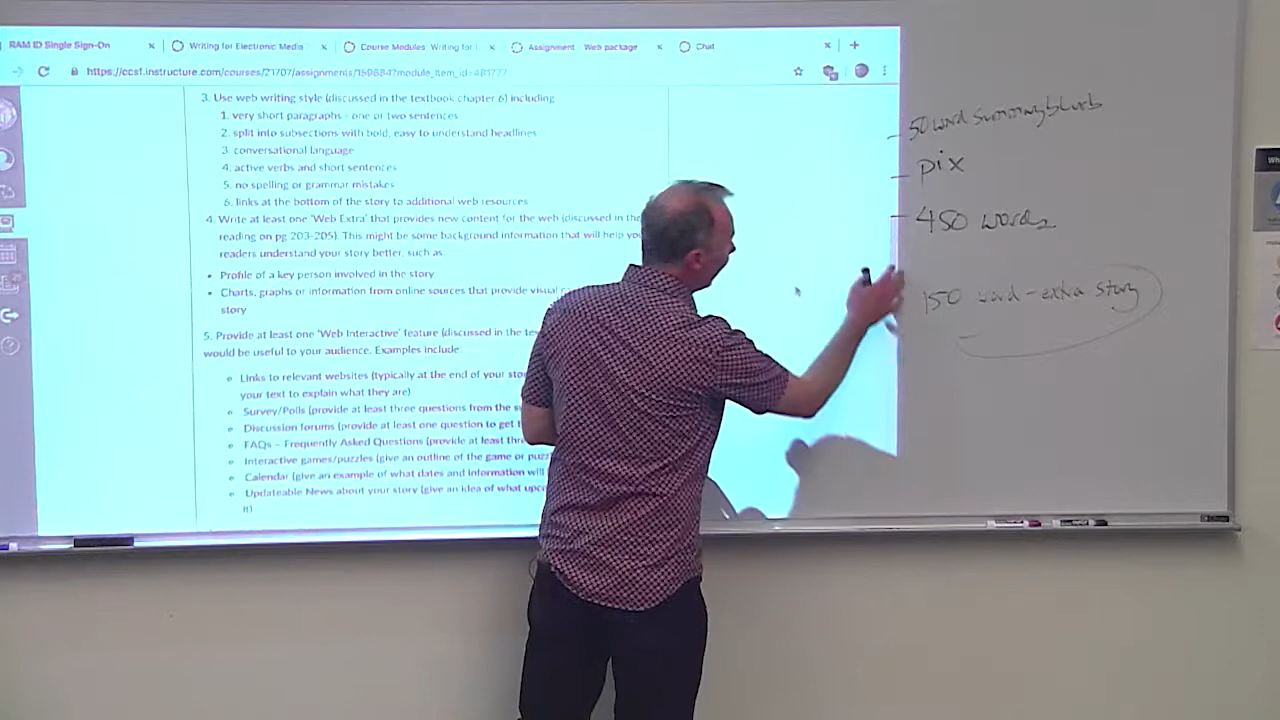 RAM ID Single Sign-On
Writing for Electronic Media
Course Modules: Writing for
Assignment Web package
Chat
https://ccsf.instructure.com/courses/21707/assignments/159884?module_item_id=481777
3. Use web writing style (discussed in the textbook chapter 6) including
1. very short paragraphs - one or two sentences
2. split into subsections with bold, easy to understand headlines
3. conversational language
4. active verbs and short sentences
5. no spelling or grammar mistakes
6. links at the bottom of the story to additional web resources
4. Write at least one 'Web Extra' that provides new content for the web (discussed in the
reading on pg 203-205). This might be some background information that will help you
readers understand your story better, such as
• Profile of a key person involved in the story
• Charts, graphs or information from online sources that provide visual
story
5. Provide at least one 'Web Interactive' feature (discussed in the
would be useful to your audience. Examples include:
Links to relevant websites (typically at the end of your
your text to explain what they are)
Survey/Polls (provide at least three questions from the
Discussion forums (provide at least one question to get
FAQs – Frequently Asked Questions (provide at least
Interactive games/puzzles (give an outline of the game or
Calendar (give an example of what dates and information will
Updateable News about your story (give an idea of what
it)
50 word summary blurb
pix
450 words
150 word-extra story